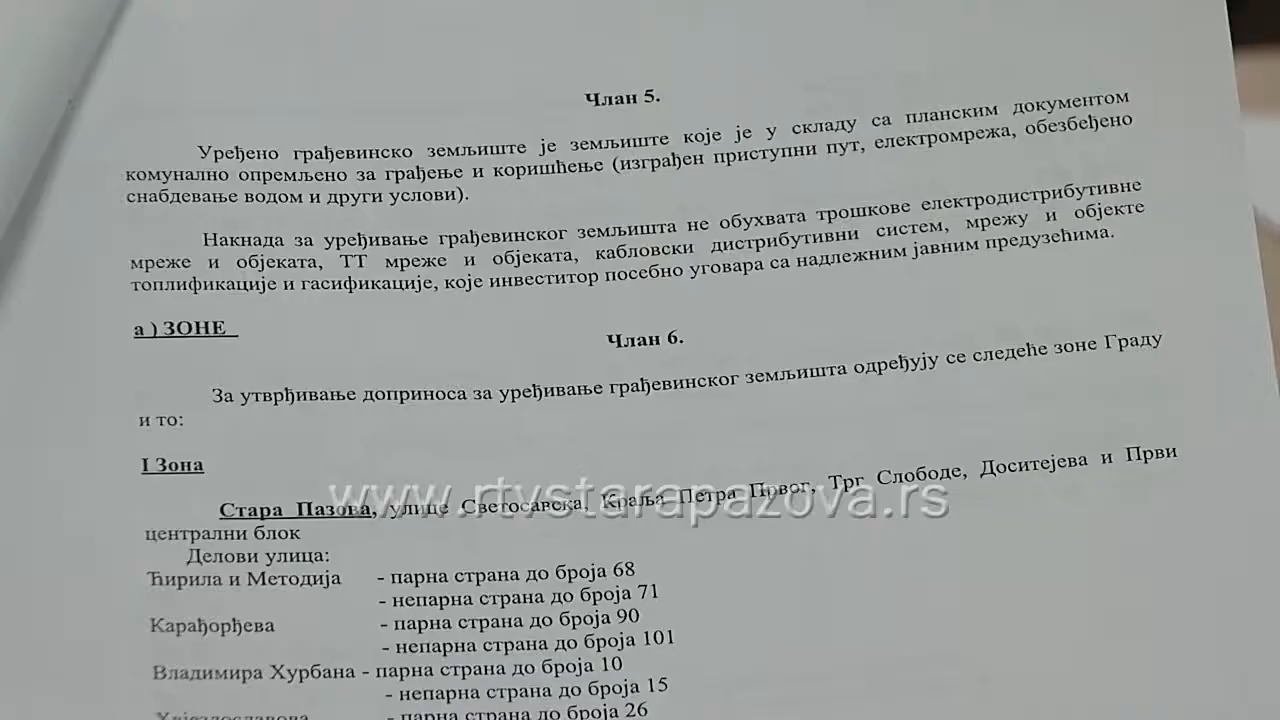 Члан 5.
Уређено грађевинско земљиште је земљиште које је у складу са планским документом
комунално опремљено за грађење и коришћење (изграђен приступни пут, електромрежа, обезбеђено
снабдевање водом и други услови).
Накнада за уређивање грађевинског земљишта не обухвата трошкове електродистрибутивне
мреже и објеката, ТТ мреже и објеката, кабловски дистрибутивни систем, мрежу и објекте
топлификације и гасификације, које инвеститор посебно уговара са надлежним јавним предузећима.
а ) ЗОНЕ
Члан 6.
За утврђивање доприноса за уређивање грађевинског земљишта одређују се следеће зоне Граду
и то:
I Зона
Стара Пазова, улице Светосавска, Краља Петра Првог, Трг Слободе, Доситејева и Први
www.rtvstarapazova.rs
централни блок
Делови улица:
Ћирила и Методија - парна страна до броја 68
- непарна страна до броја 71
Карађорђева - парна страна до броја 90
- непарна страна до броја 101
Владимира Хурбана - парна страна до броја 10
- непарна страна до броја 15
- парна страна до броја 26